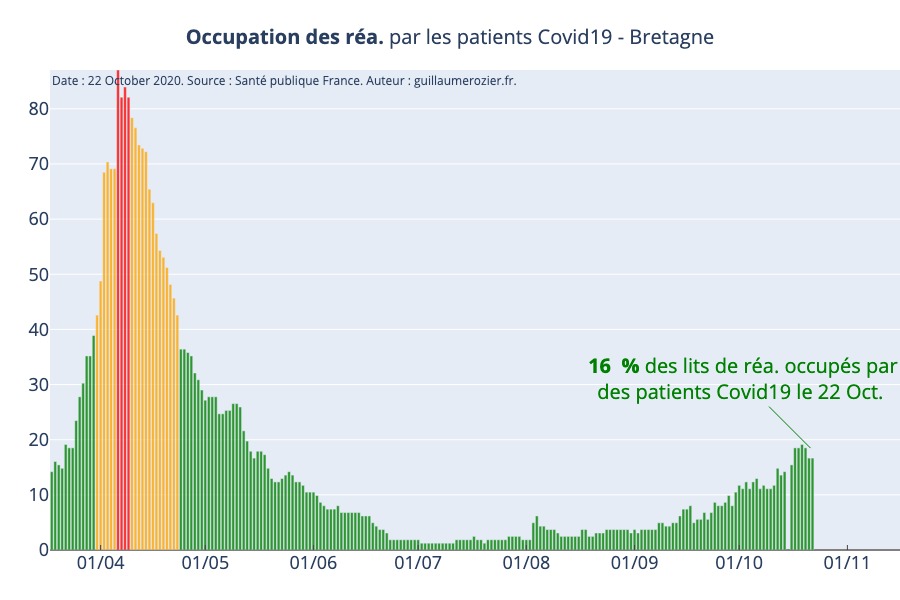 Occupation des réa. par les patients Covid19 - Bretagne
Date : 22 October 2020. Source : Santé publique France. Auteur : guillaumerozier.fr.
80
70
60
50
40
30
20
10
0
16 % des lits de réa. occupés par
des patients Covid19 le 22 Oct.
01/04 01/05 01/06 01/07 01/08 01/09 01/10 01/11